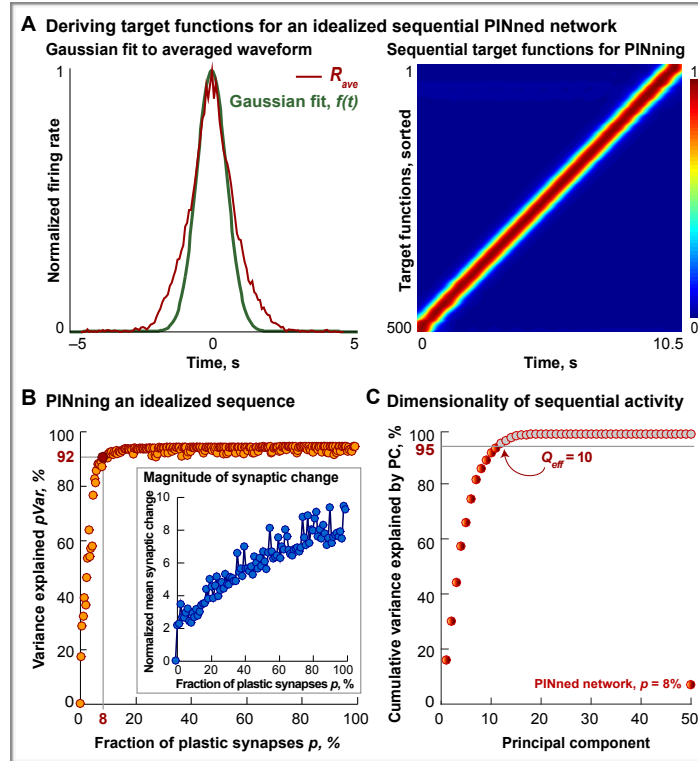 A Deriving target functions for an idealized sequential PINned network
Gaussian fit to averaged waveform
Normalized firing rate
1
0
−5
0
5
Time, s
R_ave
Gaussian fit, f(t)
Sequential target functions for PINning
Target functions, sorted
1
500
0
10.5
Time, s
1
0
B PINning an idealized sequence
Variance explained pVar, %
100
92
80
60
40
20
0
0
8
20
40
60
80
100
Fraction of plastic synapses p, %
Magnitude of synaptic change
Normalized mean synaptic change
10
8
6
4
2
0
0
20
40
60
80
100
Fraction of plastic synapses p, %
C Dimensionality of sequential activity
Cumulative variance explained by PC, %
100
95
80
60
40
20
0
0
10
20
30
40
50
Principal component
Q_eff = 10
PINned network, p = 8%